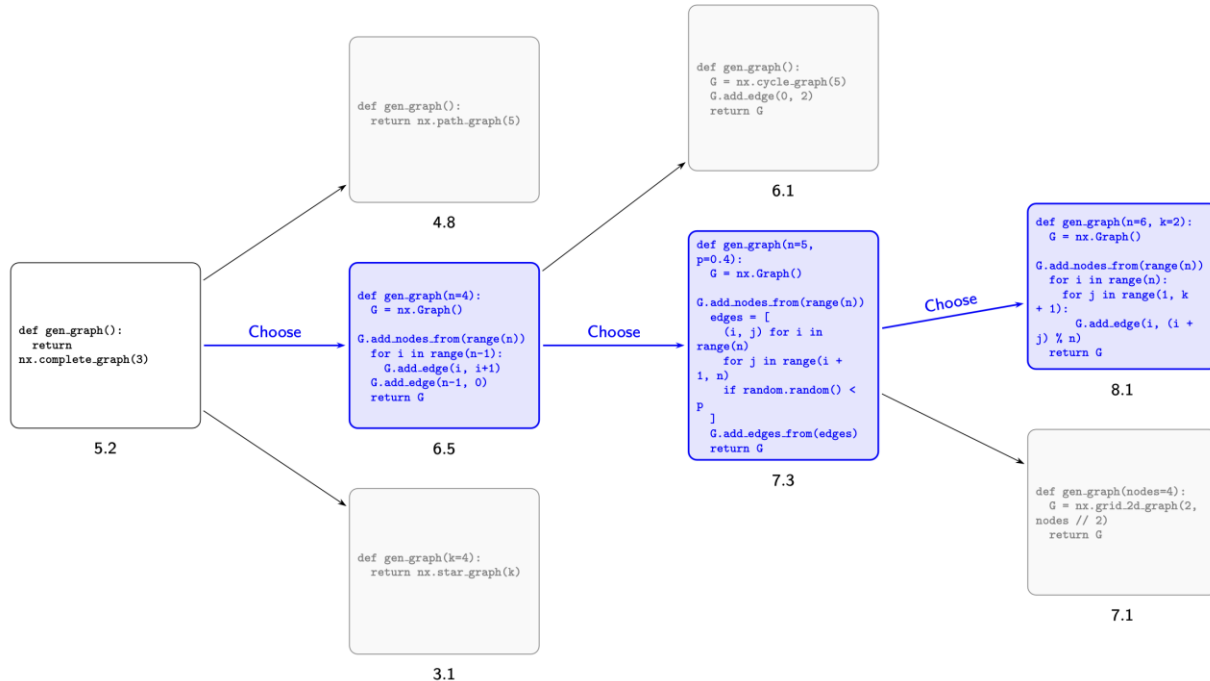 def gen_graph():
  return
nx.complete_graph(3)
5.2
def gen_graph():
  return nx.path_graph(5)
4.8
Choose
def gen_graph(n=4):
  G = nx.Graph()

G.add_nodes_from(range(n))
  for i in range(n-1):
    G.add_edge(i, i+1)
  G.add_edge(n-1, 0)
  return G
6.5
def gen_graph(k=4):
  return nx.star_graph(k)
3.1
def gen_graph():
  G = nx.cycle_graph(5)
  G.add_edge(0, 2)
  return G
6.1
Choose
def gen_graph(n=5,
p=0.4):
  G = nx.Graph()

G.add_nodes_from(range(n))
  edges = [
    (i, j) for i in
range(n)
    for j in range(i +
1, n)
    if random.random() <
p
  ]
  G.add_edges_from(edges)
  return G
7.3
Choose
def gen_graph(n=6, k=2):
  G = nx.Graph()

G.add_nodes_from(range(n))
  for i in range(n):
    for j in range(1, k
+ 1):
      G.add_edge(i, (i +
j) % n)
  return G
8.1
def gen_graph(nodes=4):
  G = nx.grid_2d_graph(2,
nodes // 2)
  return G
7.1